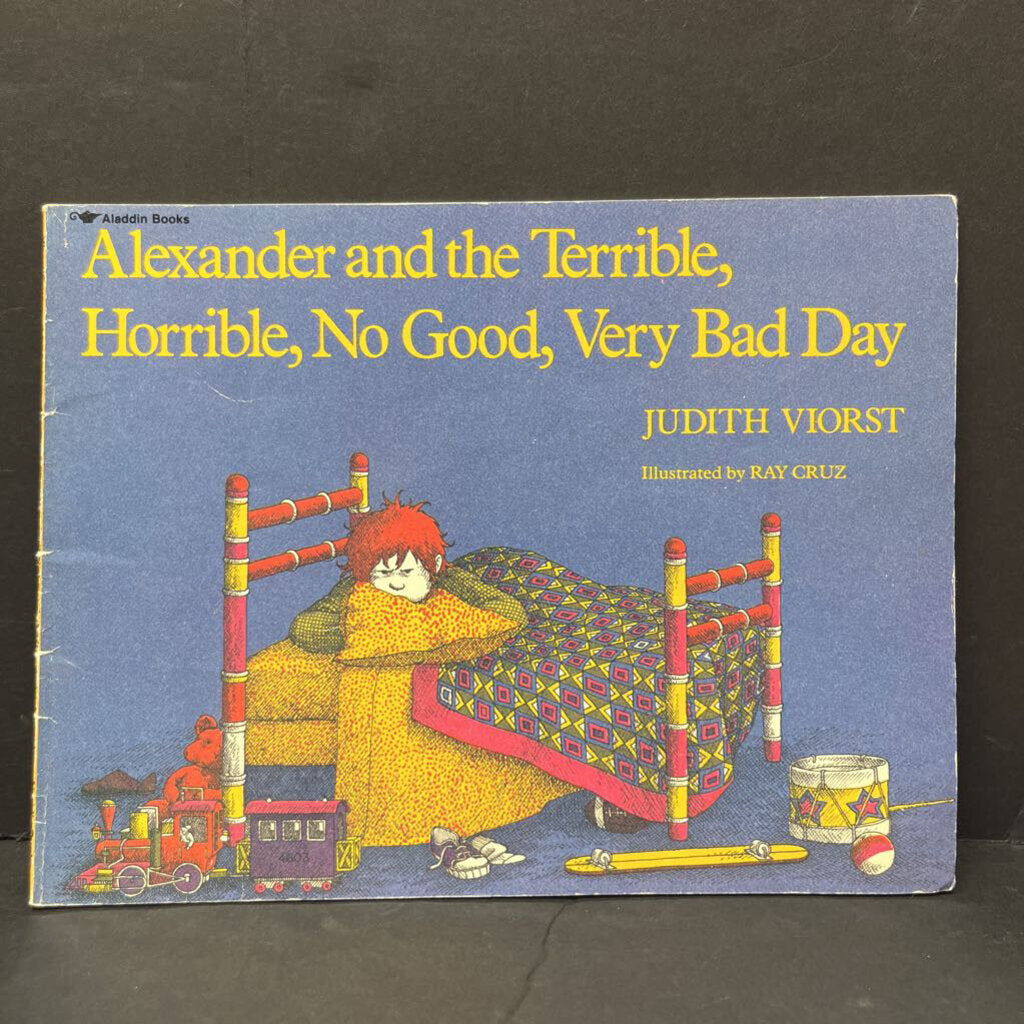 Aladdin Books
Alexander and the Terrible,
Horrible, No Good, Very Bad Day
JUDITH VIORST
Illustrated by RAY CRUZ
4803